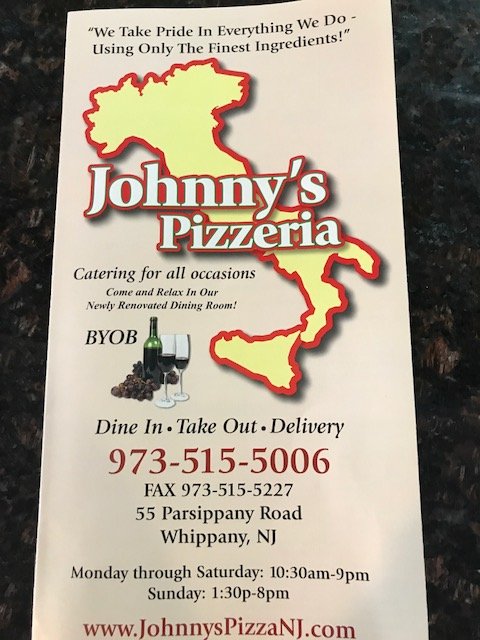 "We Take Pride In Everything We Do -
Using Only The Finest Ingredients!"
Johnny's
Pizzeria
Catering for all occasions
Come and Relax In Our
Newly Renovated Dining Room!
BYOB
Dine In • Take Out • Delivery
973-515-5006
FAX 973-515-5227
55 Parsippany Road
Whippany, NJ
Monday through Saturday: 10:30am-9pm
Sunday: 1:30p-8pm
www.JohnnysPizzaNJ.com